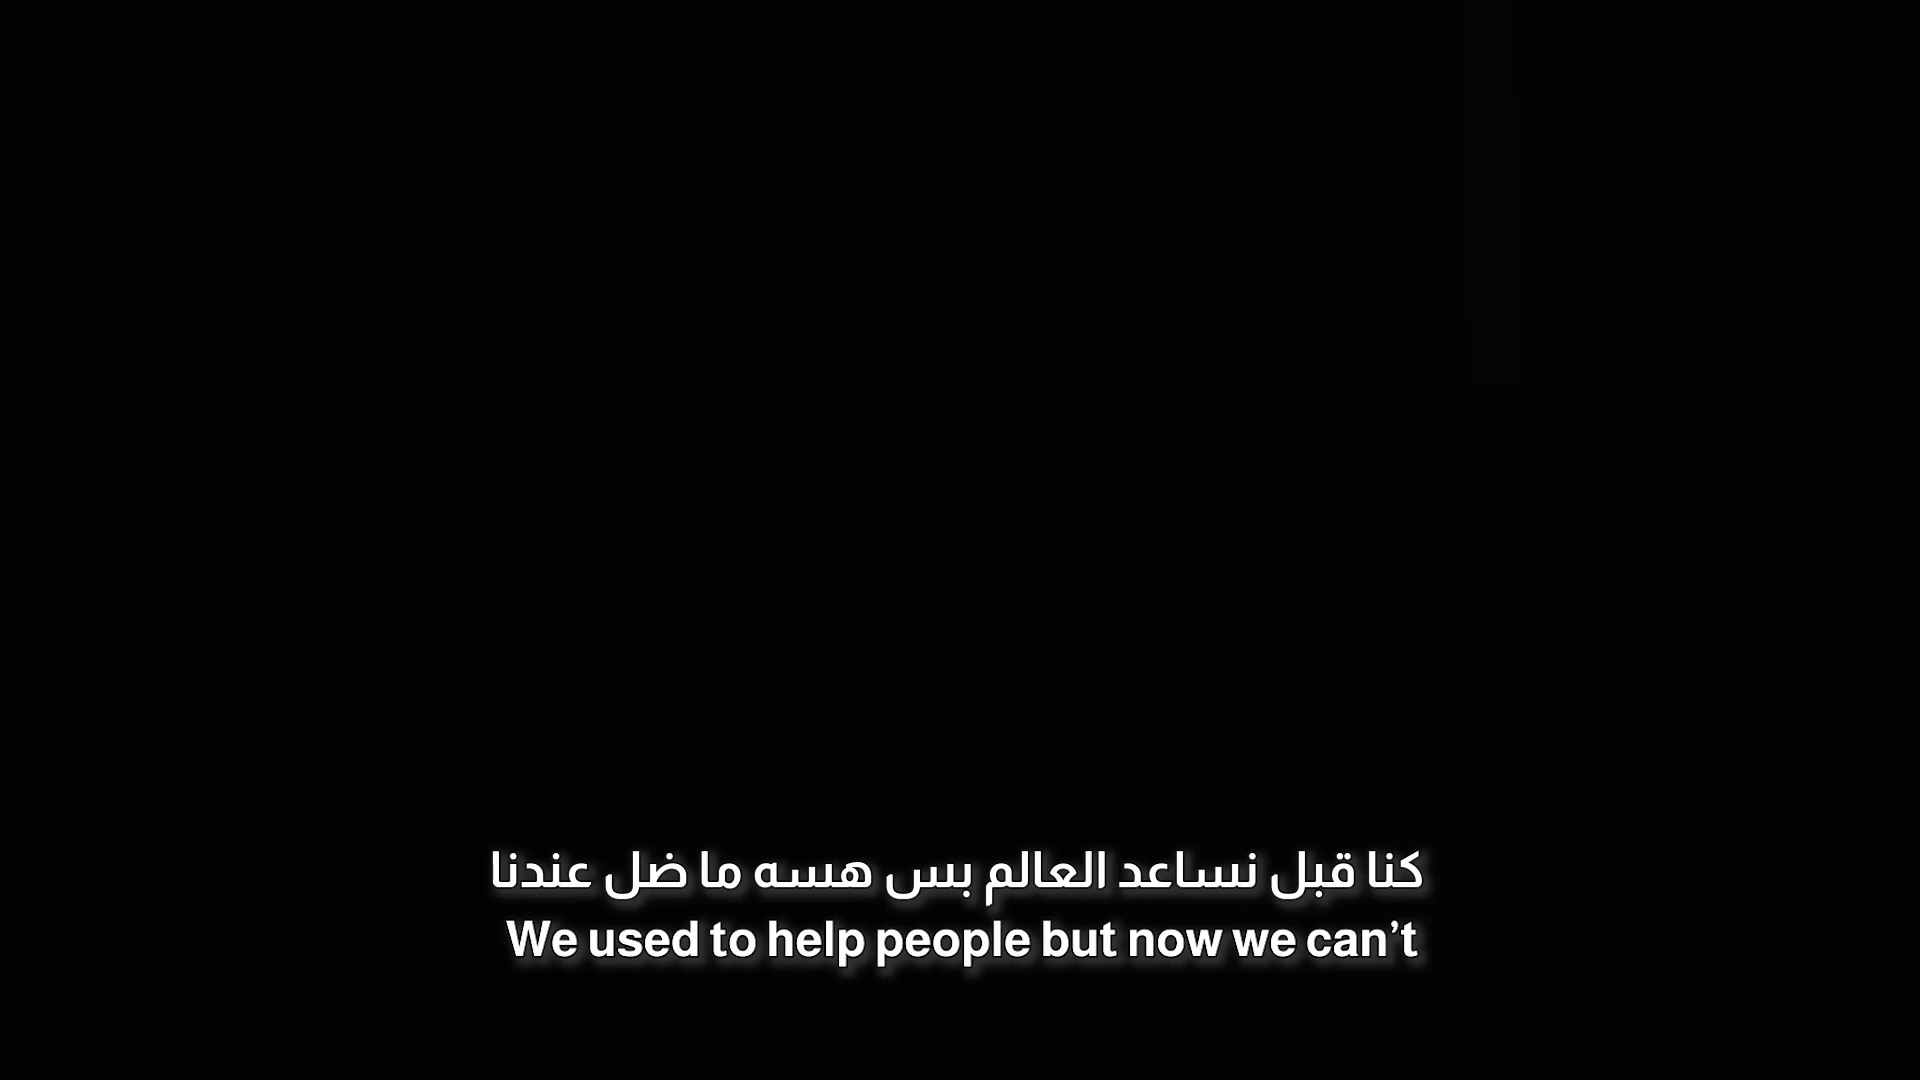 كنا قبل نساعد العالم بس هسه ما ضل عندنا
We used to help people but now we can’t